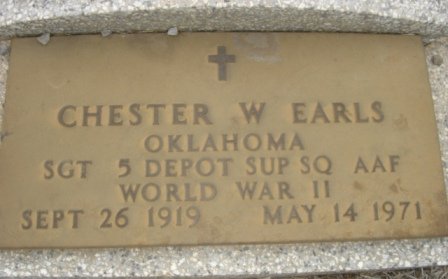 CHESTER W EARLS
OKLAHOMA
SGT 5 DEPOT SUP SQ AAF
WORLD WAR II
SEPT 26 1919 MAY 14 1971